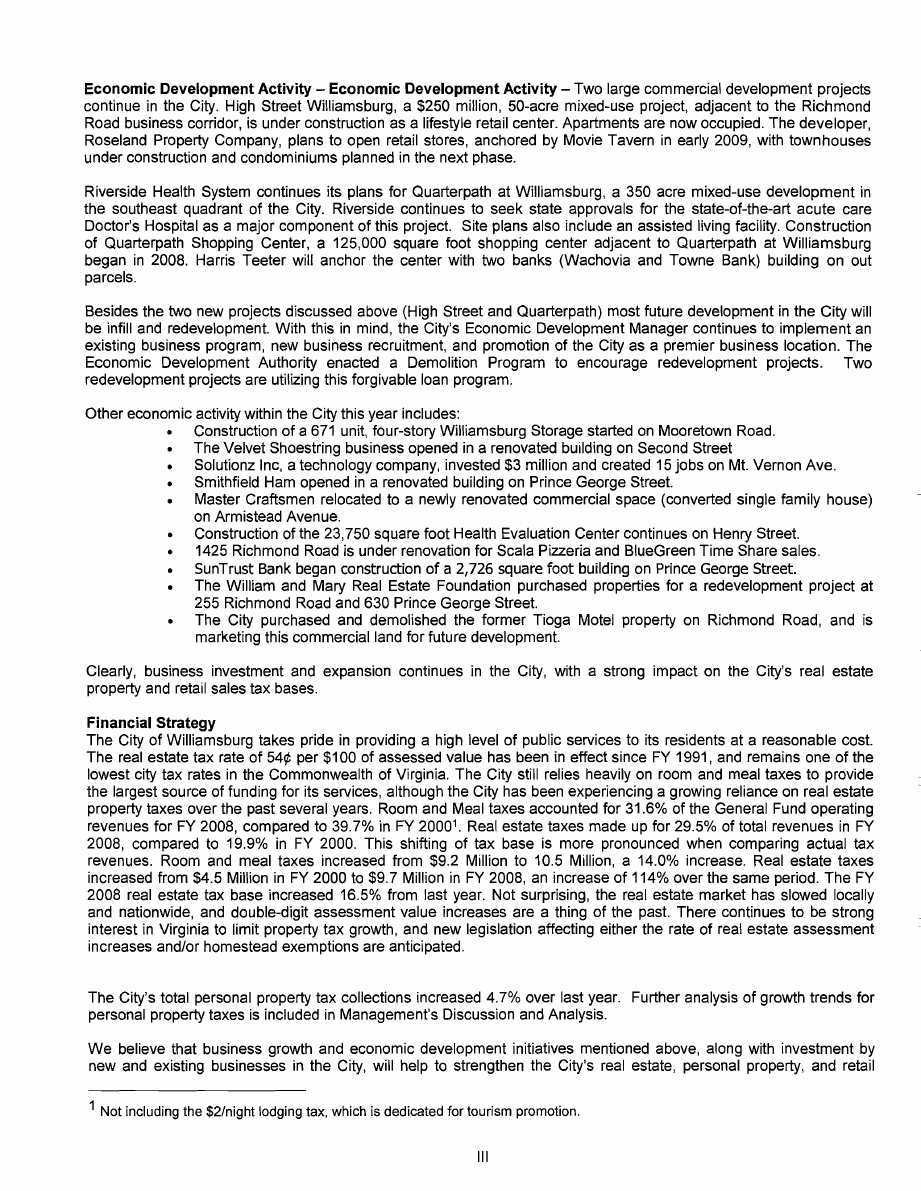 Economic Development Activity – Economic Development Activity – Two large commercial development projects
continue in the City. High Street Williamsburg, a $250 million, 50-acre mixed-use project, adjacent to the Richmond
Road business corridor, is under construction as a lifestyle retail center. Apartments are now occupied. The developer,
Roseland Property Company, plans to open retail stores, anchored by Movie Tavern in early 2009, with townhouses
under construction and condominiums planned in the next phase.
Riverside Health System continues its plans for Quarterpath at Williamsburg, a 350 acre mixed-use development in
the southeast quadrant of the City. Riverside continues to seek state approvals for the state-of-the-art acute care
Doctor's Hospital as a major component of this project. Site plans also include an assisted living facility. Construction
of Quarterpath Shopping Center, a 125,000 square foot shopping center adjacent to Quarterpath at Williamsburg
began in 2008. Harris Teeter will anchor the center with two banks (Wachovia and Towne Bank) building on out
parcels.
Besides the two new projects discussed above (High Street and Quarterpath) most future development in the City will
be infill and redevelopment. With this in mind, the City's Economic Development Manager continues to implement an
existing business program, new business recruitment, and promotion of the City as a premier business location. The
Economic Development Authority enacted a Demolition Program to encourage redevelopment projects. Two
redevelopment projects are utilizing this forgivable loan program.
Other economic activity within the City this year includes:
• Construction of a 671 unit, four-story Williamsburg Storage started on Mooretown Road.
• The Velvet Shoestring business opened in a renovated building on Second Street
• Solutionz Inc, a technology company, invested $3 million and created 15 jobs on Mt. Vernon Ave.
• Smithfield Ham opened in a renovated building on Prince George Street.
• Master Craftsmen relocated to a newly renovated commercial space (converted single family house)
on Armistead Avenue.
• Construction of the 23,750 square foot Health Evaluation Center continues on Henry Street.
• 1425 Richmond Road is under renovation for Scala Pizzeria and BlueGreen Time Share sales.
• SunTrust Bank began construction of a 2,726 square foot building on Prince George Street.
• The William and Mary Real Estate Foundation purchased properties for a redevelopment project at
255 Richmond Road and 630 Prince George Street.
• The City purchased and demolished the former Tioga Motel property on Richmond Road, and is
marketing this commercial land for future development.
Clearly, business investment and expansion continues in the City, with a strong impact on the City's real estate
property and retail sales tax bases.
Financial Strategy
The City of Williamsburg takes pride in providing a high level of public services to its residents at a reasonable cost.
The real estate tax rate of 54¢ per $100 of assessed value has been in effect since FY 1991, and remains one of the
lowest city tax rates in the Commonwealth of Virginia. The City still relies heavily on room and meal taxes to provide
the largest source of funding for its services, although the City has been experiencing a growing reliance on real estate
property taxes over the past several years. Room and Meal taxes accounted for 31.6% of the General Fund operating
revenues for FY 2008, compared to 39.7% in FY 2000¹. Real estate taxes made up for 29.5% of total revenues in FY
2008, compared to 19.9% in FY 2000. This shifting of tax base is more pronounced when comparing actual tax
revenues. Room and meal taxes increased from $9.2 Million to 10.5 Million, a 14.0% increase. Real estate taxes
increased from $4.5 Million in FY 2000 to $9.7 Million in FY 2008, an increase of 114% over the same period. The FY
2008 real estate tax base increased 16.5% from last year. Not surprising, the real estate market has slowed locally
and nationwide, and double-digit assessment value increases are a thing of the past. There continues to be strong
interest in Virginia to limit property tax growth, and new legislation affecting either the rate of real estate assessment
increases and/or homestead exemptions are anticipated.
The City's total personal property tax collections increased 4.7% over last year. Further analysis of growth trends for
personal property taxes is included in Management's Discussion and Analysis.
We believe that business growth and economic development initiatives mentioned above, along with investment by
new and existing businesses in the City, will help to strengthen the City's real estate, personal property, and retail
1 Not including the $2/night lodging tax, which is dedicated for tourism promotion.
III